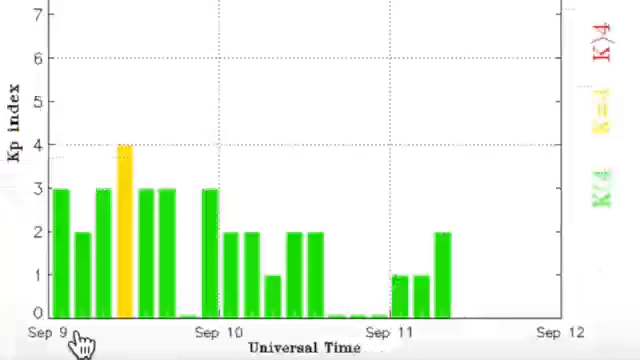 7
6
5
4
3
2
1
0
Kp index
Sep 9
Sep 10
Sep 11
Sep 12
Universal Time
K>4
K=4
K<4